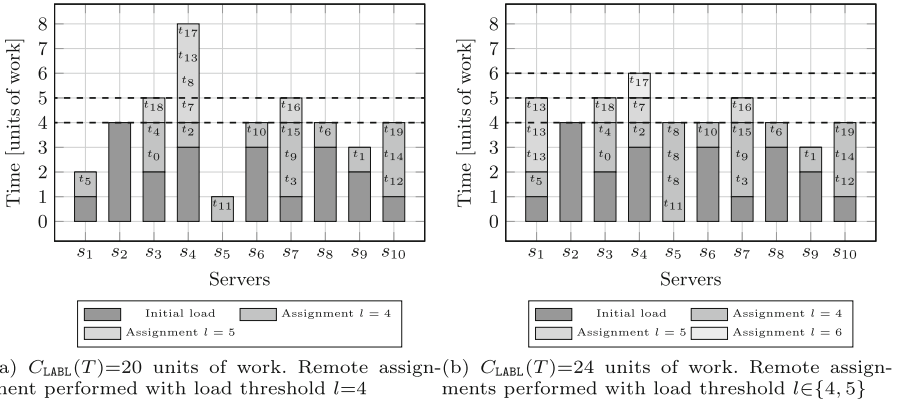 Time [units of work]
8
7
6
5
4
3
2
1
0
t17
t13
t8
t7
t2
t18
t4
t0
t5
t11
t10
t16
t15
t9
t3
t6
t1
t19
t14
t12
s1 s2 s3 s4 s5 s6 s7 s8 s9 s10
Servers
Initial load
Assignment l = 4
Assignment l = 5
a) CLABL(T)=20 units of work. Remote assign-
ment performed with load threshold l=4
Time [units of work]
8
7
6
5
4
3
2
1
0
t13
t13
t13
t5
t18
t4
t0
t17
t7
t2
t8
t8
t8
t11
t10
t16
t15
t9
t3
t6
t1
t19
t14
t12
s1 s2 s3 s4 s5 s6 s7 s8 s9 s10
Servers
Initial load
Assignment l = 4
Assignment l = 5
Assignment l = 6
(b) CLABL(T)=24 units of work. Remote assign-
ments performed with load threshold l∈{4, 5}